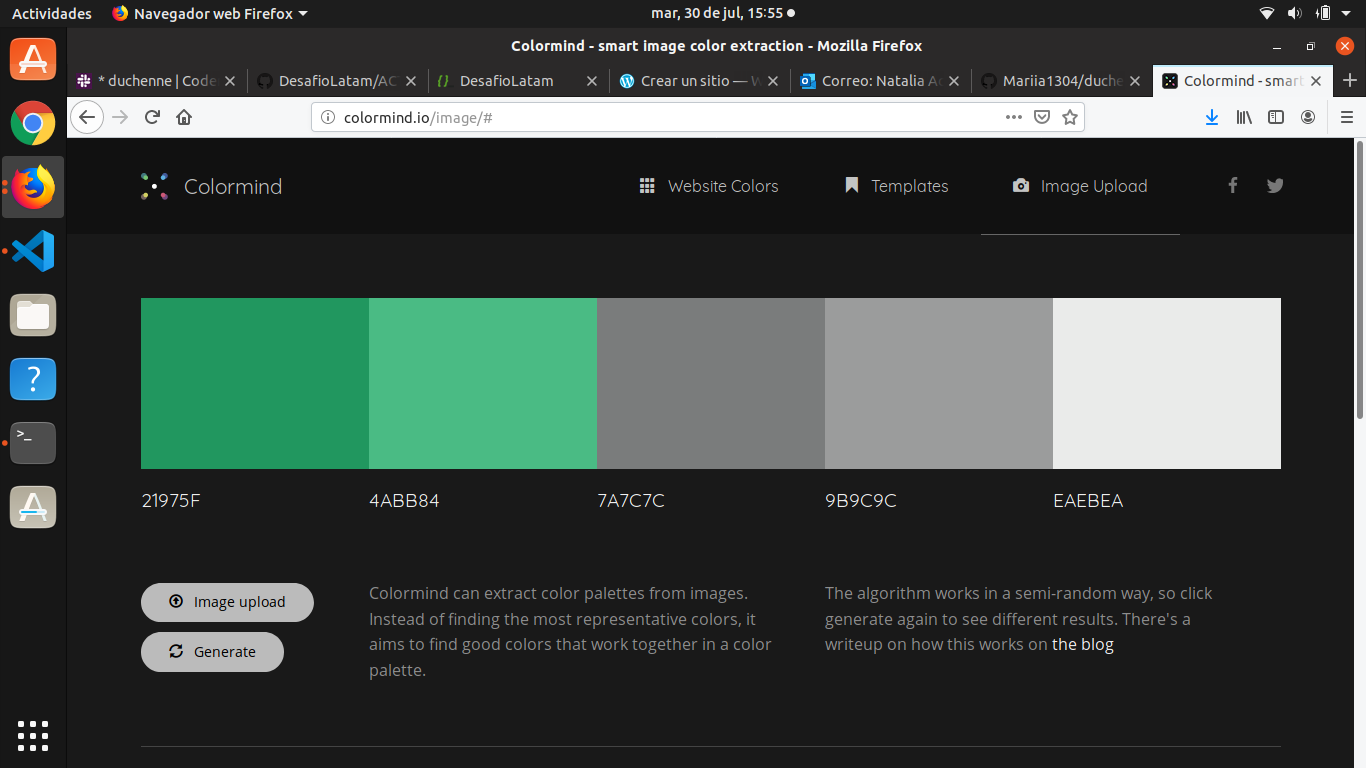 Actividades Navegador web Firefox mar, 30 de jul, 15:55
Colormind - smart image color extraction - Mozilla Firefox
* duchenne | Code DesafioLatam/AC DesafioLatam Crear un sitio — W Correo: Natalia Ac Mariia1304/duche Colormind - smart
colormind.io/image/#
Colormind Website Colors Templates Image Upload
21975F 4ABB84 7A7C7C 9B9C9C EAEBEA
Image upload
Generate
Colormind can extract color palettes from images.
Instead of finding the most representative colors, it
aims to find good colors that work together in a color
palette.
The algorithm works in a semi-random way, so click
generate again to see different results. There's a
writeup on how this works on the blog